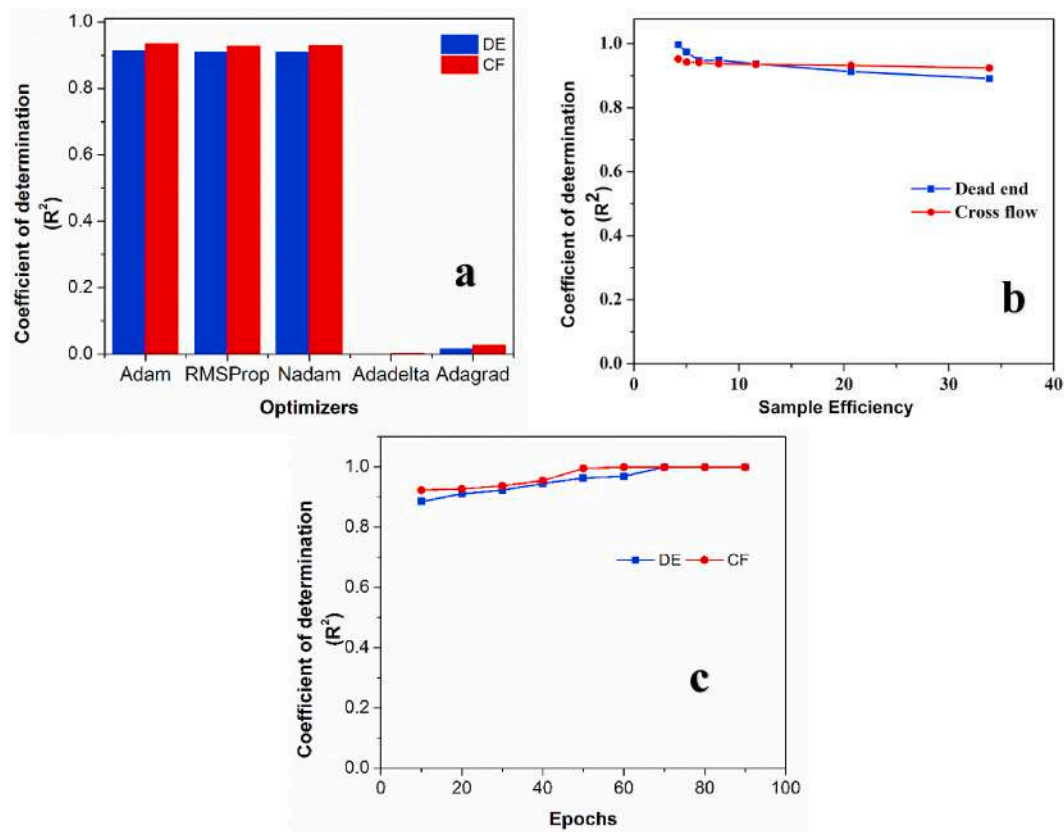 1.0
0.8
0.6
0.4
0.2
0.0
Coefficient of determination
(R²)
DE
CF
a
Adam RMSProp Nadam Adadelta Adagrad
Optimizers
1.0
0.8
0.6
0.4
0.2
0.0
Coefficient of determination
(R²)
Dead end
Cross flow
b
0 10 20 30 40
Sample Efficiency
1.0
0.8
0.6
0.4
0.2
0.0
Coefficient of determination
(R²)
DE CF
c
20 40 60 80 100
Epochs